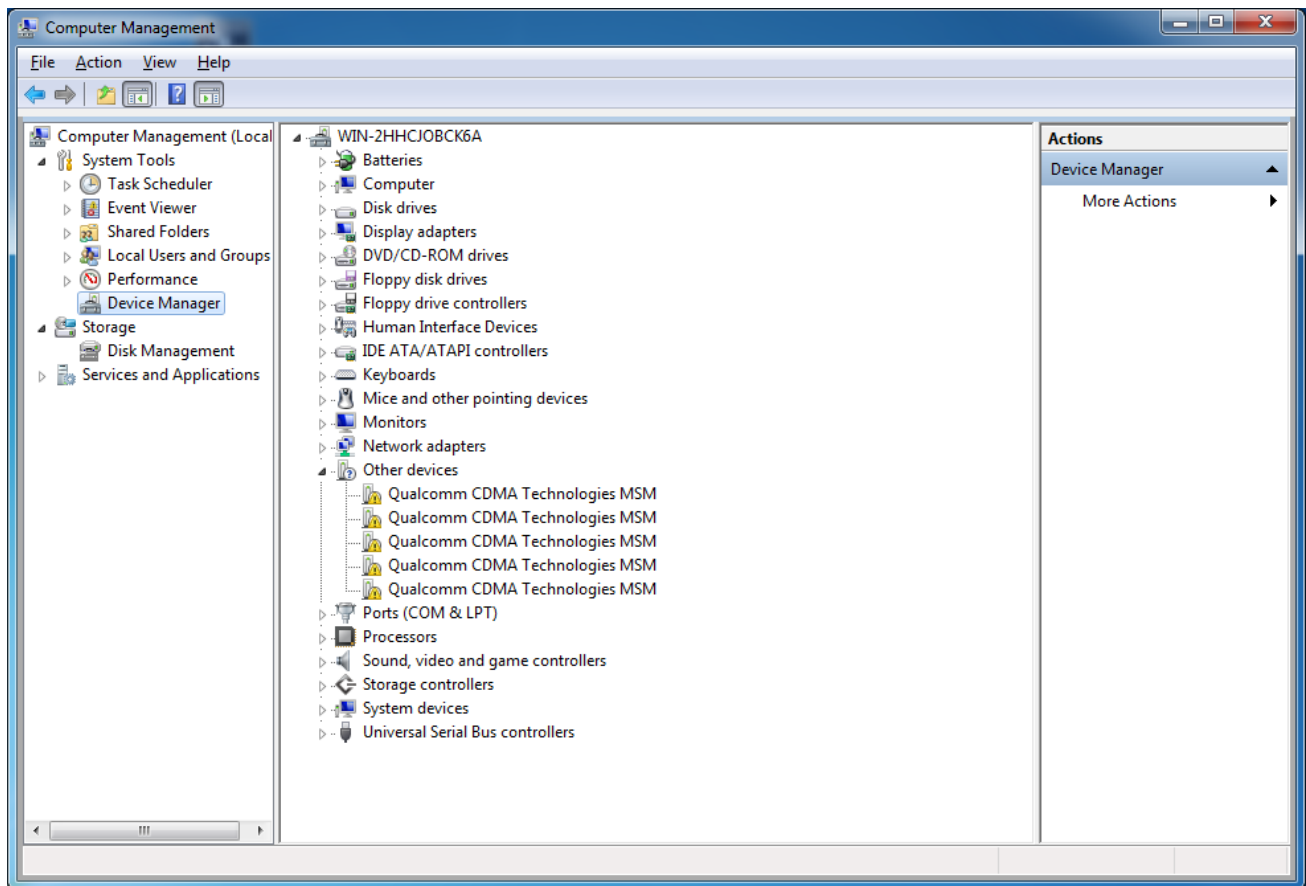 Computer Management
File Action View Help
Computer Management (Local
System Tools
Task Scheduler
Event Viewer
Shared Folders
Local Users and Groups
Performance
Device Manager
Storage
Disk Management
Services and Applications
WIN-2HHCJOBCK6A
Batteries
Computer
Disk drives
Display adapters
DVD/CD-ROM drives
Floppy disk drives
Floppy drive controllers
Human Interface Devices
IDE ATA/ATAPI controllers
Keyboards
Mice and other pointing devices
Monitors
Network adapters
Other devices
Qualcomm CDMA Technologies MSM
Qualcomm CDMA Technologies MSM
Qualcomm CDMA Technologies MSM
Qualcomm CDMA Technologies MSM
Qualcomm CDMA Technologies MSM
Ports (COM & LPT)
Processors
Sound, video and game controllers
Storage controllers
System devices
Universal Serial Bus controllers
Actions
Device Manager
More Actions